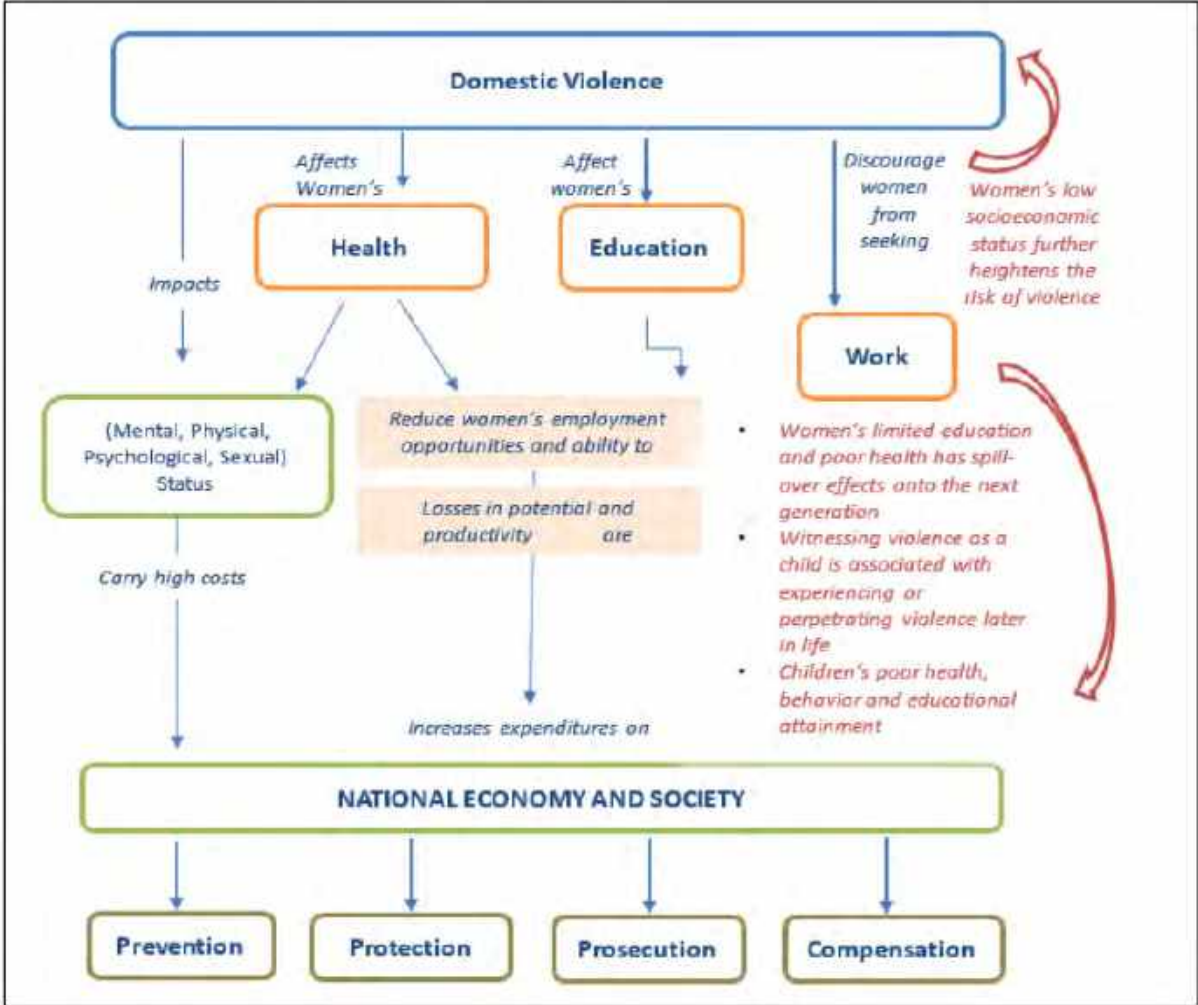 Domestic Violence
Affects
Women's
Affect
women's
Discourage
women
from
seeking
Women's low
socioeconomic
status further
heightens the
risk of violence
Health
Education
Impacts
Work
(Mental, Physical,
Psychological, Sexual)
Status
Reduce women's employment
opportunities and ability to
Losses in potential and
productivity are
• Women's limited education
and poor health has spill-
over effects onto the next
generation
• Witnessing violence as a
child is associated with
experiencing or
perpetrating violence later
in life
• Children's poor health,
behavior and educational
attainment
Carry high costs
Increases expenditures on
NATIONAL ECONOMY AND SOCIETY
Prevention
Protection
Prosecution
Compensation